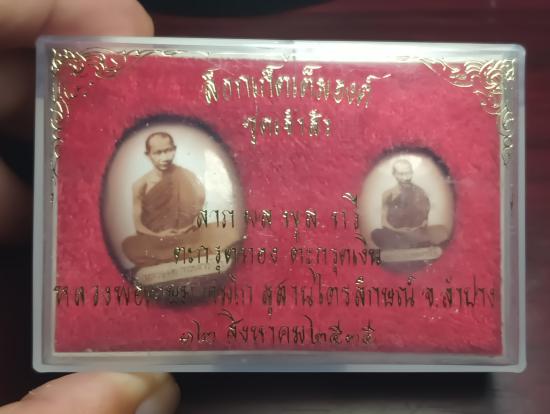 ล็อกเก็ตเต็มองค์
ชุดเจ้าสัว
ตะกรุดทอง ตะกรุดเงิน
หลวงพ่อเกษม เขมโก สุสานไตรลักษณ์ จ.ลำปาง
๑๒ สิงหาคม ๒๕๓๕